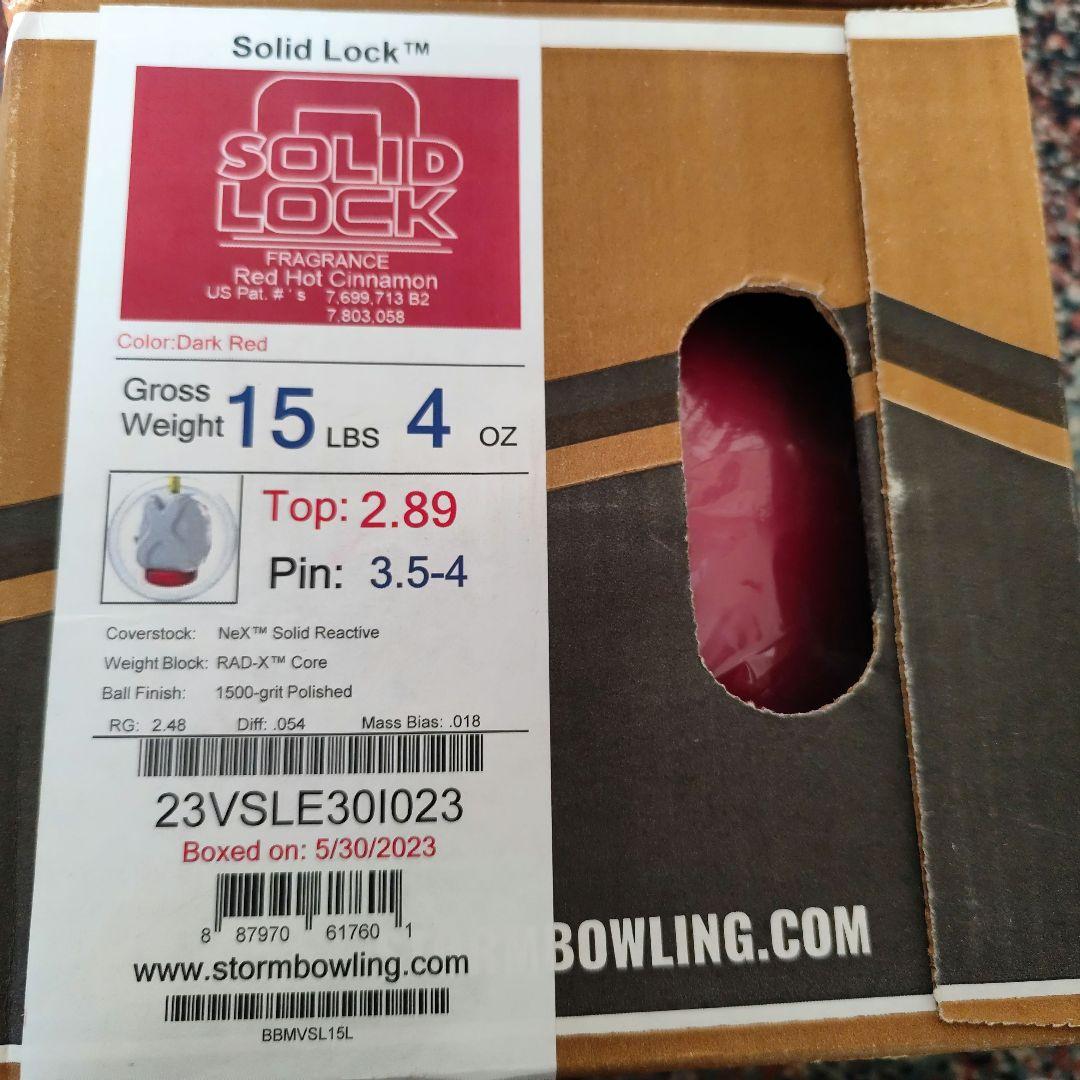 Solid Lock™
SOLID
LOCK
FRAGRANCE
Red Hot Cinnamon
US Pat. # ' s 7,699,713 B2
7,803,058
Color:Dark Red
Gross Weight 15 LBS 4 OZ
Top: 2.89
Pin: 3.5-4
Coverstock: NeX™ Solid Reactive
Weight Block: RAD-X™ Core
Ball Finish: 1500-grit Polished
RG: 2.48 Diff: .054 Mass Bias: .018
23VSLE30I023
Boxed on: 5/30/2023
8 87970 61760 1
www.stormbowling.com
BBMVSL15L
STORMBOWLING.COM